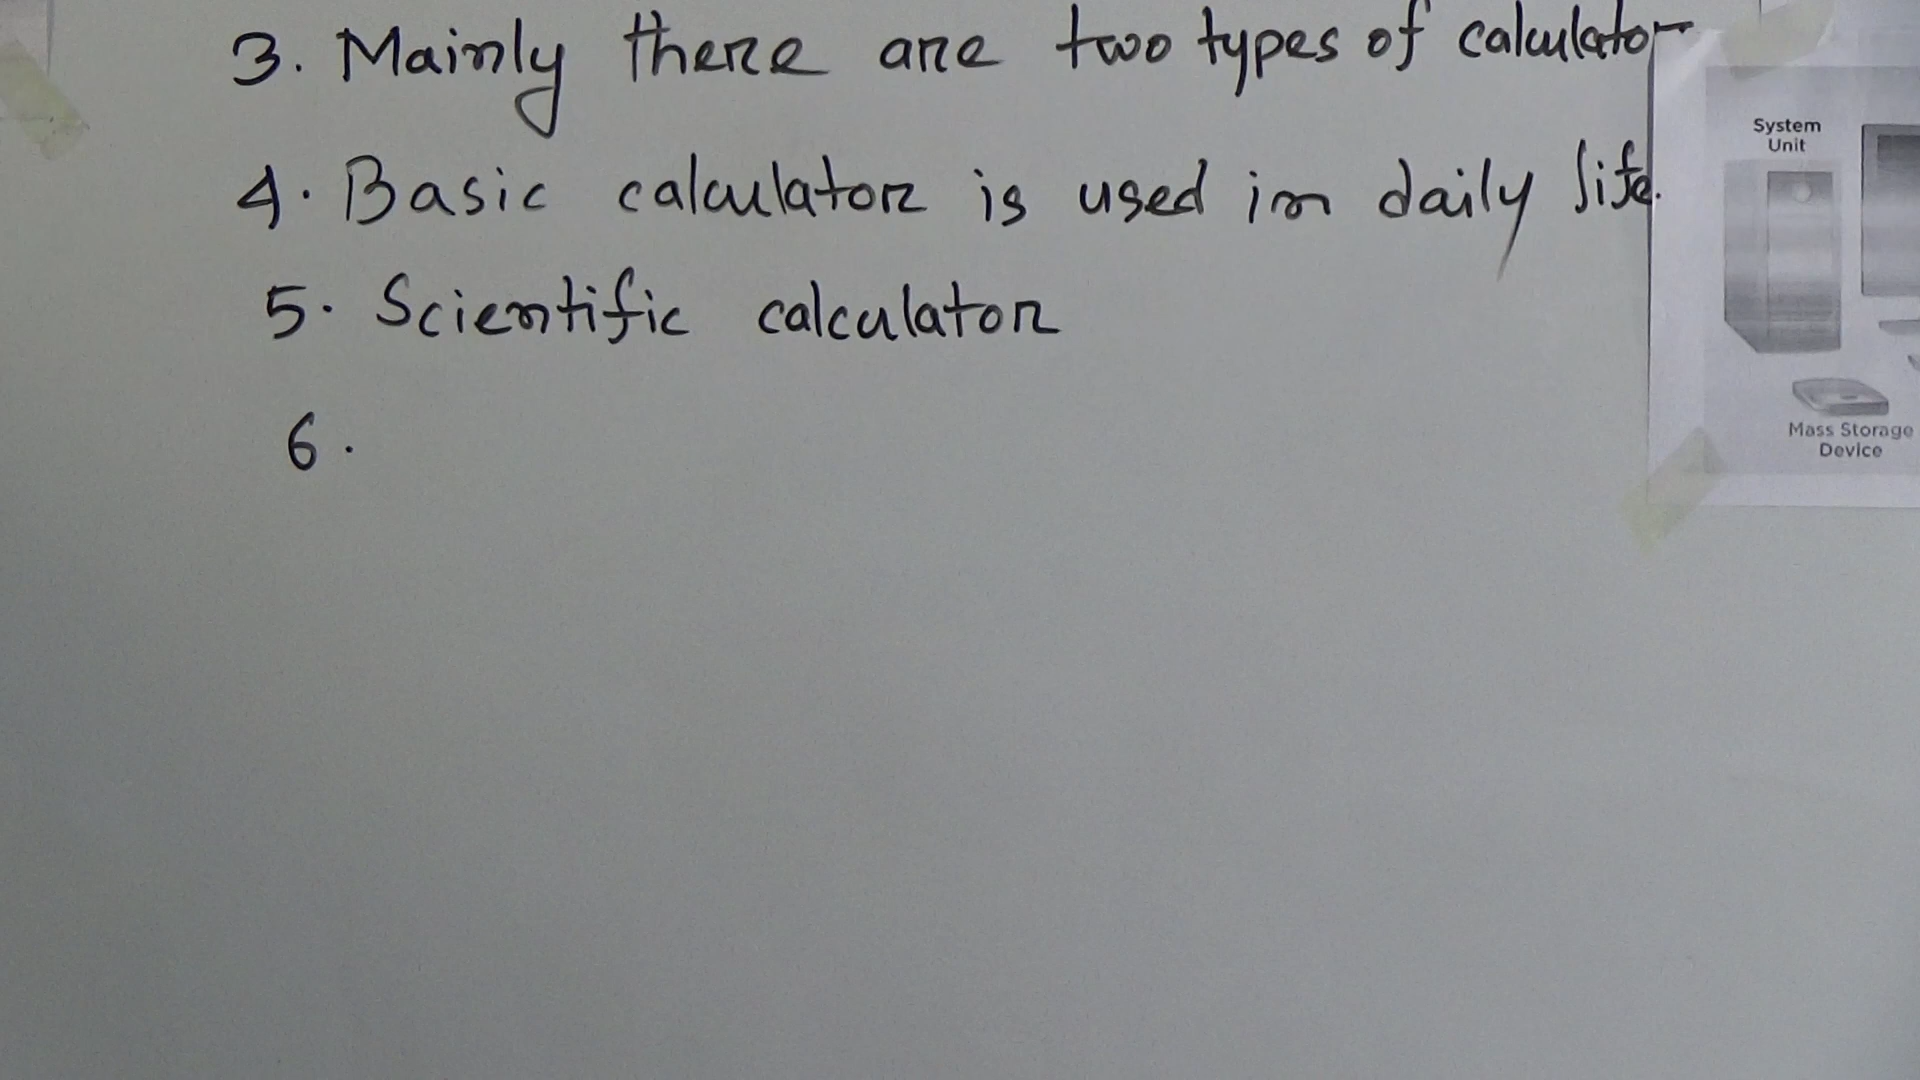 3. Mainly there are two types of calculator
4. Basic calculator is used in daily life.
5. Scientific calculator
6.
System
Unit
Mass Storage
Device